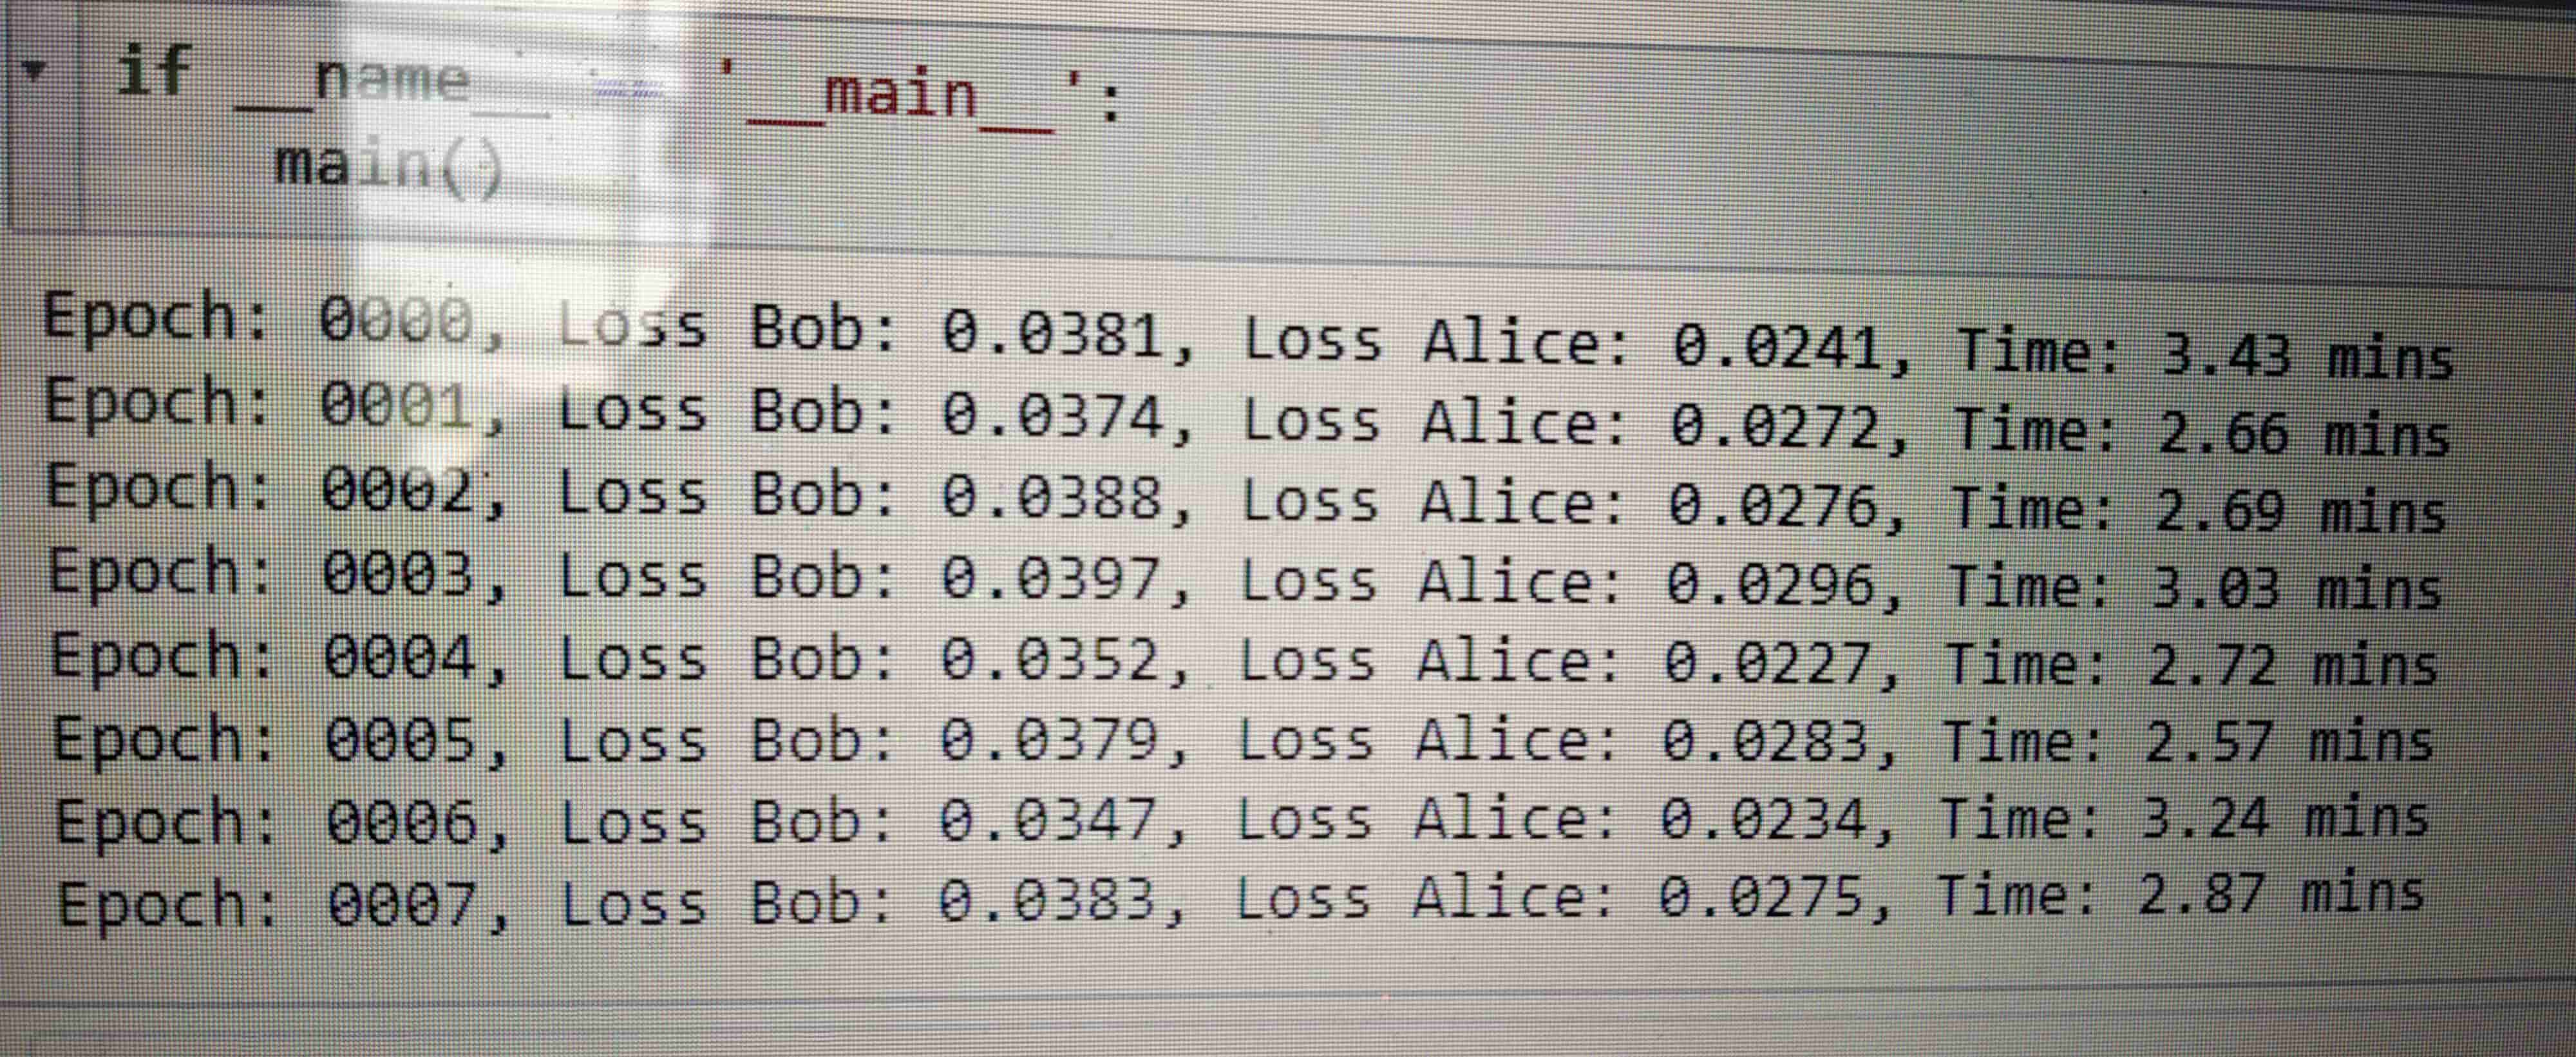 if __name__ == '__main__':
main()
Epoch: 0000, Loss Bob: 0.0381, Loss Alice: 0.0241, Time: 3.43 mins
Epoch: 0001, Loss Bob: 0.0374, Loss Alice: 0.0272, Time: 2.66 mins
Epoch: 0002, Loss Bob: 0.0388, Loss Alice: 0.0276, Time: 2.69 mins
Epoch: 0003, Loss Bob: 0.0397, Loss Alice: 0.0296, Time: 3.03 mins
Epoch: 0004, Loss Bob: 0.0352, Loss Alice: 0.0227, Time: 2.72 mins
Epoch: 0005, Loss Bob: 0.0379, Loss Alice: 0.0283, Time: 2.57 mins
Epoch: 0006, Loss Bob: 0.0347, Loss Alice: 0.0234, Time: 3.24 mins
Epoch: 0007, Loss Bob: 0.0383, Loss Alice: 0.0275, Time: 2.87 mins